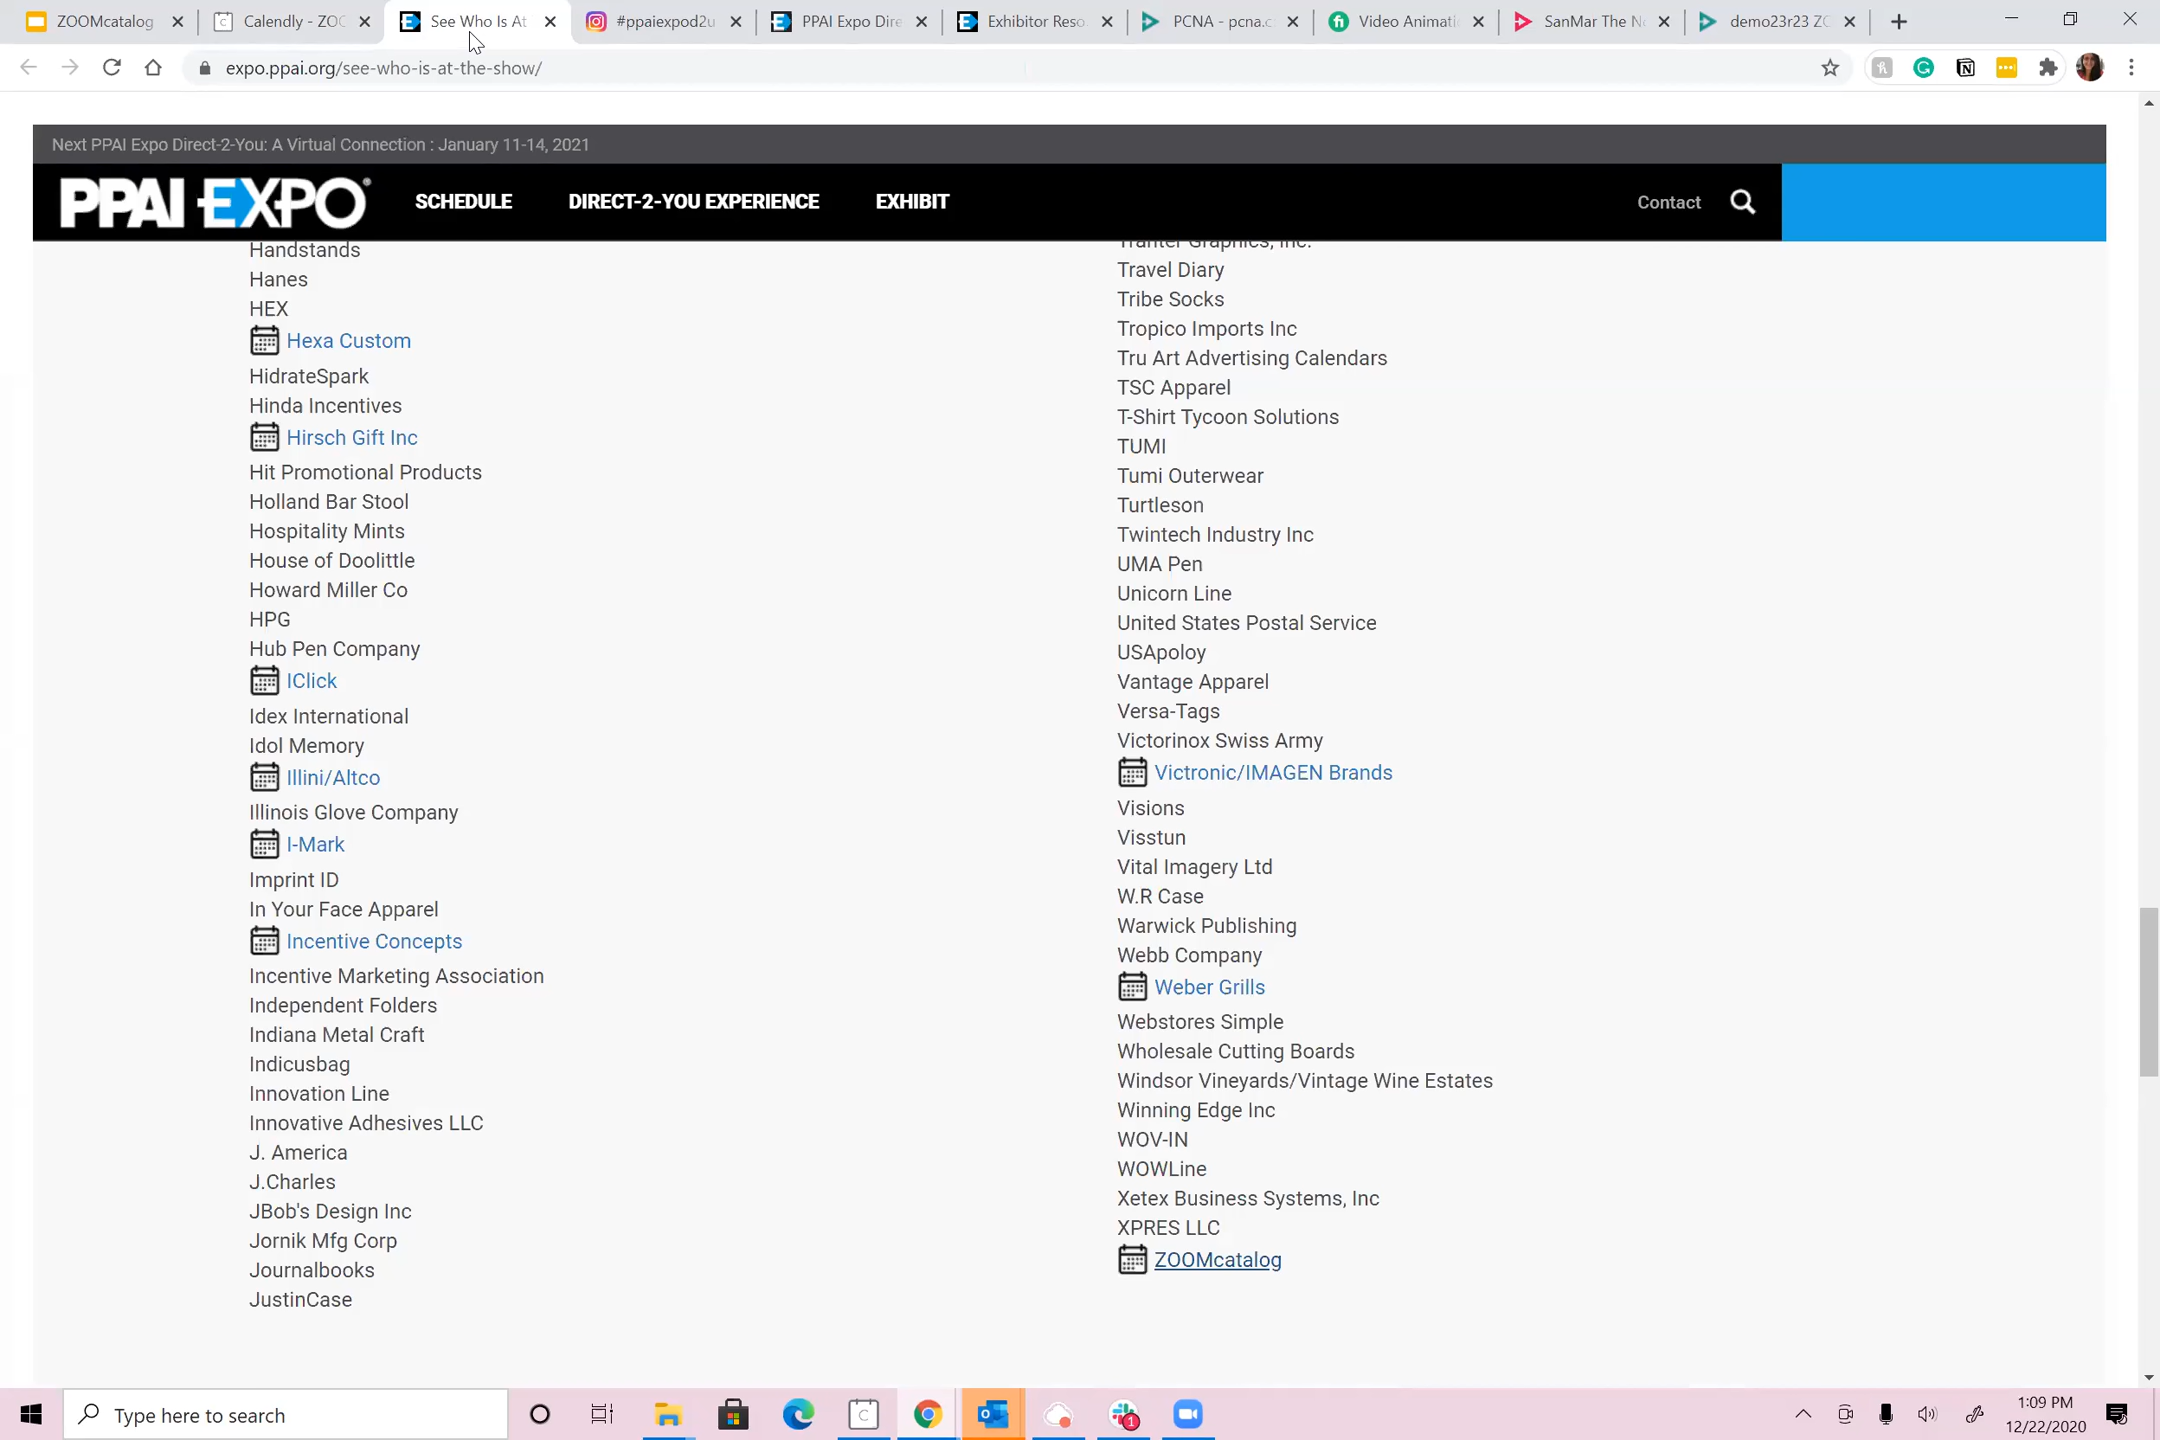 ZOOMcatalog
Calendly - ZOO
See Who Is At
#ppaiexpod2u
PPAI Expo Dire
Exhibitor Reso
PCNA - pcna.c
Video Animati
SanMar The N
demo23r23 ZO
expo.ppai.org/see-who-is-at-the-show/
Next PPAI Expo Direct-2-You: A Virtual Connection : January 11-14, 2021
PPAI EXPO®
SCHEDULE
DIRECT-2-YOU EXPERIENCE
EXHIBIT
Contact
Handstands
Hanes
HEX
Hexa Custom
HidrateSpark
Hinda Incentives
Hirsch Gift Inc
Hit Promotional Products
Holland Bar Stool
Hospitality Mints
House of Doolittle
Howard Miller Co
HPG
Hub Pen Company
IClick
Idex International
Idol Memory
Illini/Altco
Illinois Glove Company
I-Mark
Imprint ID
In Your Face Apparel
Incentive Concepts
Incentive Marketing Association
Independent Folders
Indiana Metal Craft
Indicusbag
Innovation Line
Innovative Adhesives LLC
J. America
J.Charles
JBob's Design Inc
Jornik Mfg Corp
Journalbooks
JustinCase
Tranter Graphics, Inc.
Travel Diary
Tribe Socks
Tropico Imports Inc
Tru Art Advertising Calendars
TSC Apparel
T-Shirt Tycoon Solutions
TUMI
Tumi Outerwear
Turtleson
Twintech Industry Inc
UMA Pen
Unicorn Line
United States Postal Service
USApoloy
Vantage Apparel
Versa-Tags
Victorinox Swiss Army
Victronic/IMAGEN Brands
Visions
Visstun
Vital Imagery Ltd
W.R Case
Warwick Publishing
Webb Company
Weber Grills
Webstores Simple
Wholesale Cutting Boards
Windsor Vineyards/Vintage Wine Estates
Winning Edge Inc
WOV-IN
WOWLine
Xetex Business Systems, Inc
XPRES LLC
ZOOMcatalog
Type here to search
1
1:09 PM
12/22/2020